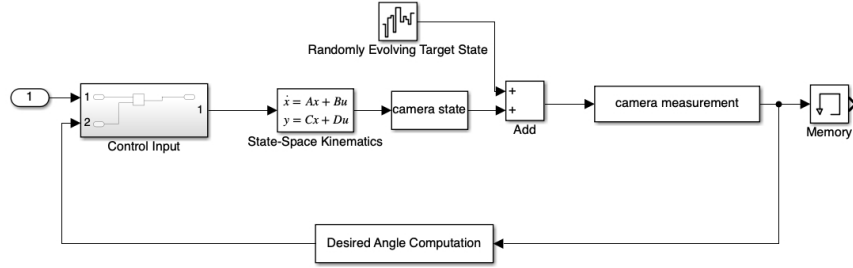 Randomly Evolving Target State
1
1
2
1
Control Input
ẋ = Ax + Bu
y = Cx + Du
State-Space Kinematics
camera state
+
+
Add
camera measurement
Memory
Desired Angle Computation